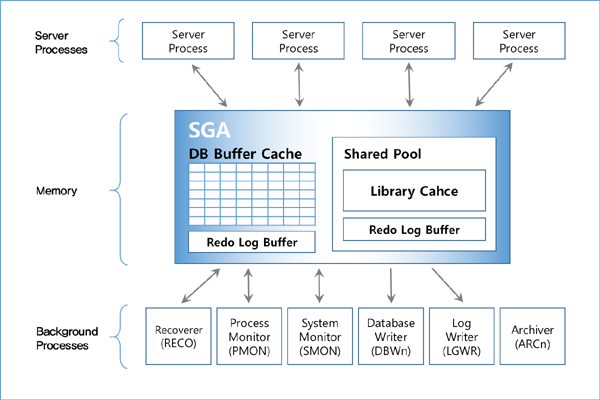 Server
Processes
Server
Process
Server
Process
Server
Process
Server
Process
Memory
SGA
DB Buffer Cache
Redo Log Buffer
Shared Pool
Library Cahce
Redo Log Buffer
Background
Processes
Recoverer
(RECO)
Process
Monitor
(PMON)
System
Monitor
(SMON)
Database
Writer
(DBWn)
Log
Writer
(LGWR)
Archiver
(ARCn)